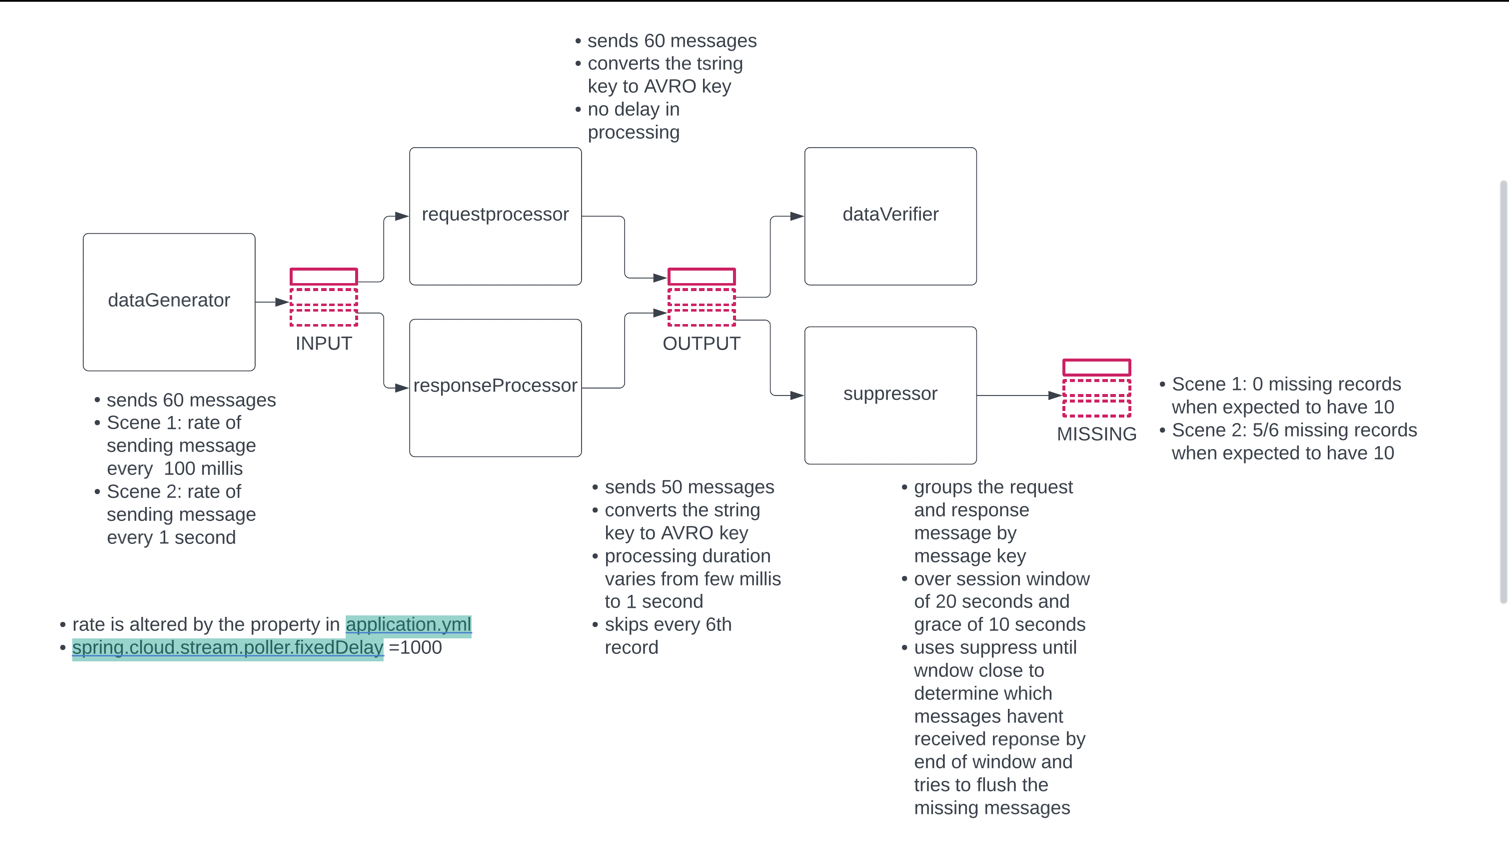 • sends 60 messages
• converts the tsring
key to AVRO key
• no delay in
processing
requestprocessor
dataVerifier
dataGenerator
INPUT
OUTPUT
responseProcessor
suppressor
MISSING
• Scene 1: 0 missing records
when expected to have 10
• Scene 2: 5/6 missing records
when expected to have 10
• sends 60 messages
• Scene 1: rate of
sending message
every 100 millis
• Scene 2: rate of
sending message
every 1 second
• rate is altered by the property in application.yml
• spring.cloud.stream.poller.fixedDelay =1000
• sends 50 messages
• converts the string
key to AVRO key
• processing duration
varies from few millis
to 1 second
• skips every 6th
record
• groups the request
and response
message by
message key
• over session window
of 20 seconds and
grace of 10 seconds
• uses suppress until
wndow close to
determine which
messages havent
received reponse by
end of window and
tries to flush the
missing messages